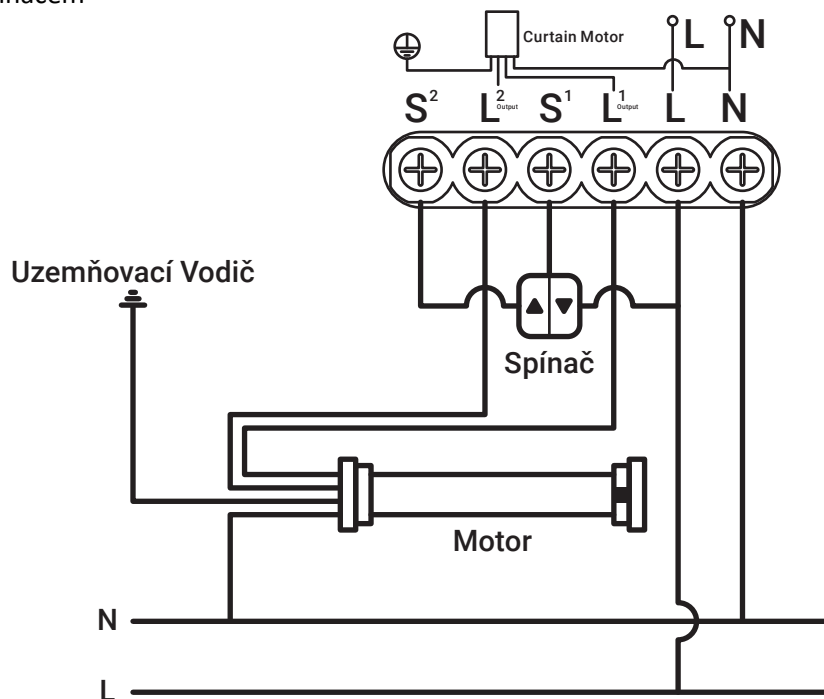 Curtain Motor
L N
S² L² Output S¹ L¹ Output L N
Uzemňovací Vodič
Spínač
Motor
N
L